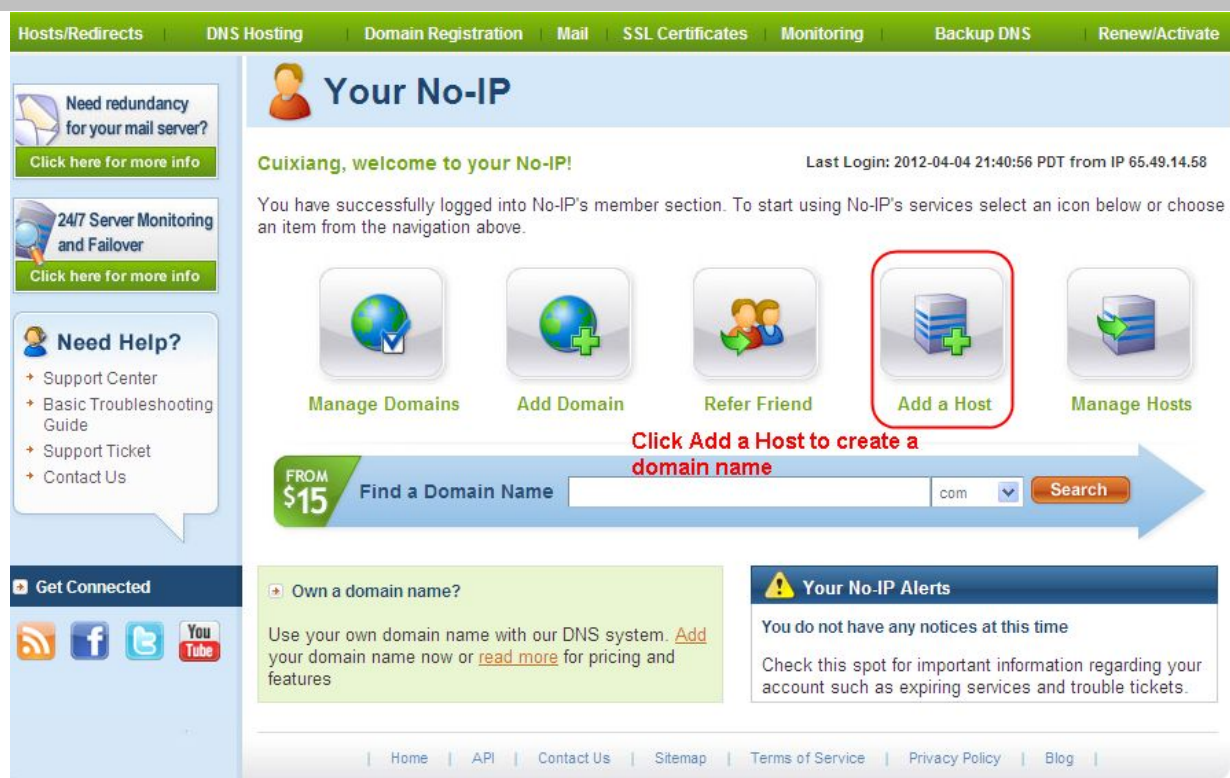 Hosts/Redirects | DNS Hosting | Domain Registration | Mail | SSL Certificates | Monitoring | Backup DNS | Renew/Activate
Need redundancy
for your mail server?
Click here for more info
24/7 Server Monitoring
and Failover
Click here for more info
Need Help?
Support Center
Basic Troubleshooting
Guide
Support Ticket
Contact Us
Get Connected
You
Tube
Your No-IP
Cuixiang, welcome to your No-IP! Last Login: 2012-04-04 21:40:56 PDT from IP 65.49.14.58
You have successfully logged into No-IP's member section. To start using No-IP's services select an icon below or choose
an item from the navigation above.
Manage Domains Add Domain Refer Friend Add a Host Manage Hosts
Click Add a Host to create a
domain name
FROM
$15
Find a Domain Name com Search
Own a domain name?
Use your own domain name with our DNS system. Add
your domain name now or read more for pricing and
features
Your No-IP Alerts
You do not have any notices at this time
Check this spot for important information regarding your
account such as expiring services and trouble tickets.
| Home | API | Contact Us | Sitemap | Terms of Service | Privacy Policy | Blog |